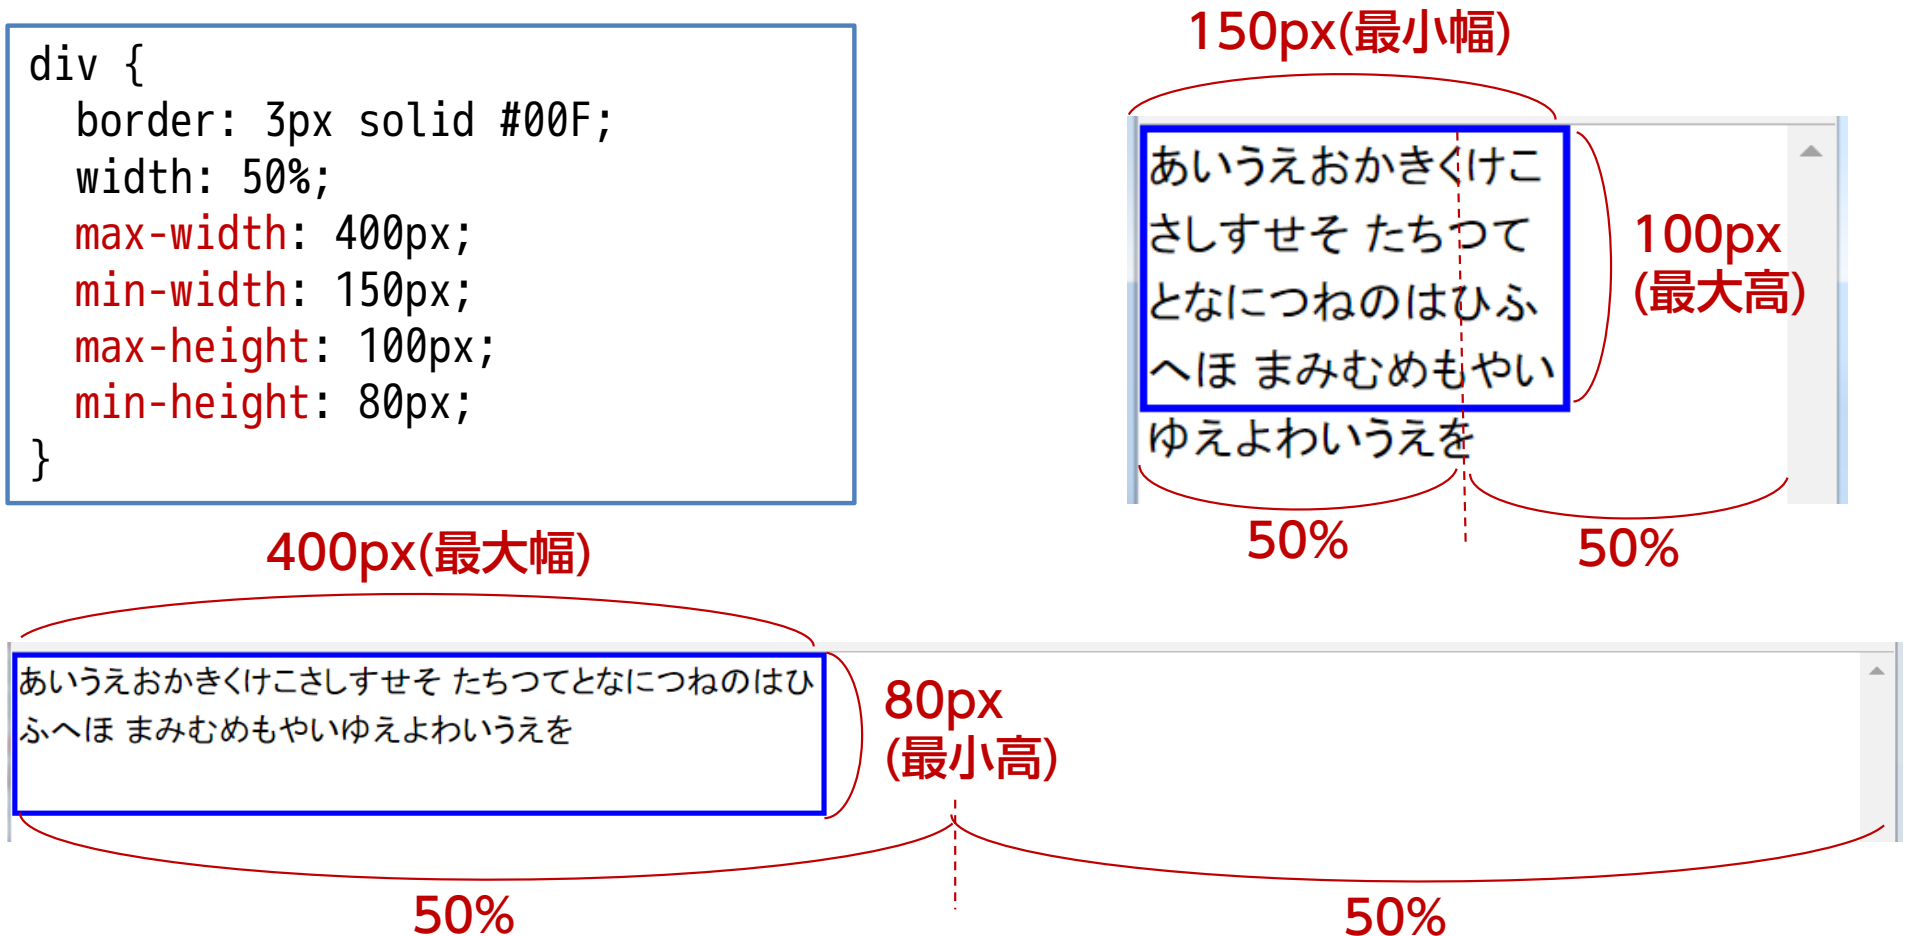 div {
  border: 3px solid #00F;
  width: 50%;
  max-width: 400px;
  min-width: 150px;
  max-height: 100px;
  min-height: 80px;
}
150px(最小幅)
あいうえおかきくけこ
さしすせそ たちつて
となにつねのはひふ
へほ まみむめもやい
ゆえよわいうえを
100px
(最大高)
50%
50%
400px(最大幅)
あいうえおかきくけこさしすせそ たちつてとなにつねのはひ
ふへほ まみむめもやいゆえよわいうえを
80px
(最小高)
50%
50%